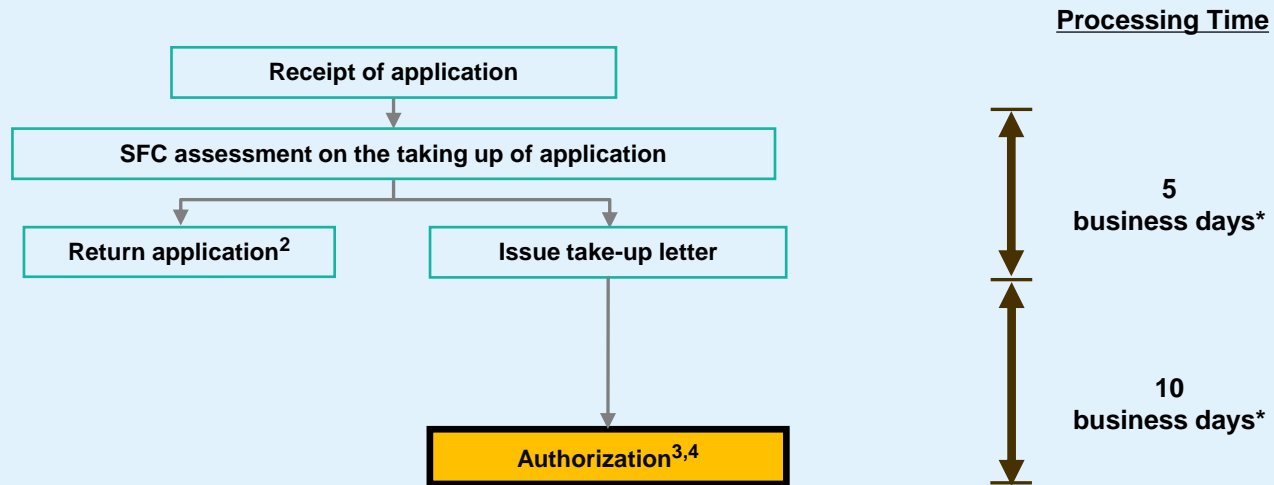 Processing Time
Receipt of application
SFC assessment on the taking up of application
Return application2
Issue take-up letter
5
business days*
10
business days*
Authorization3,4